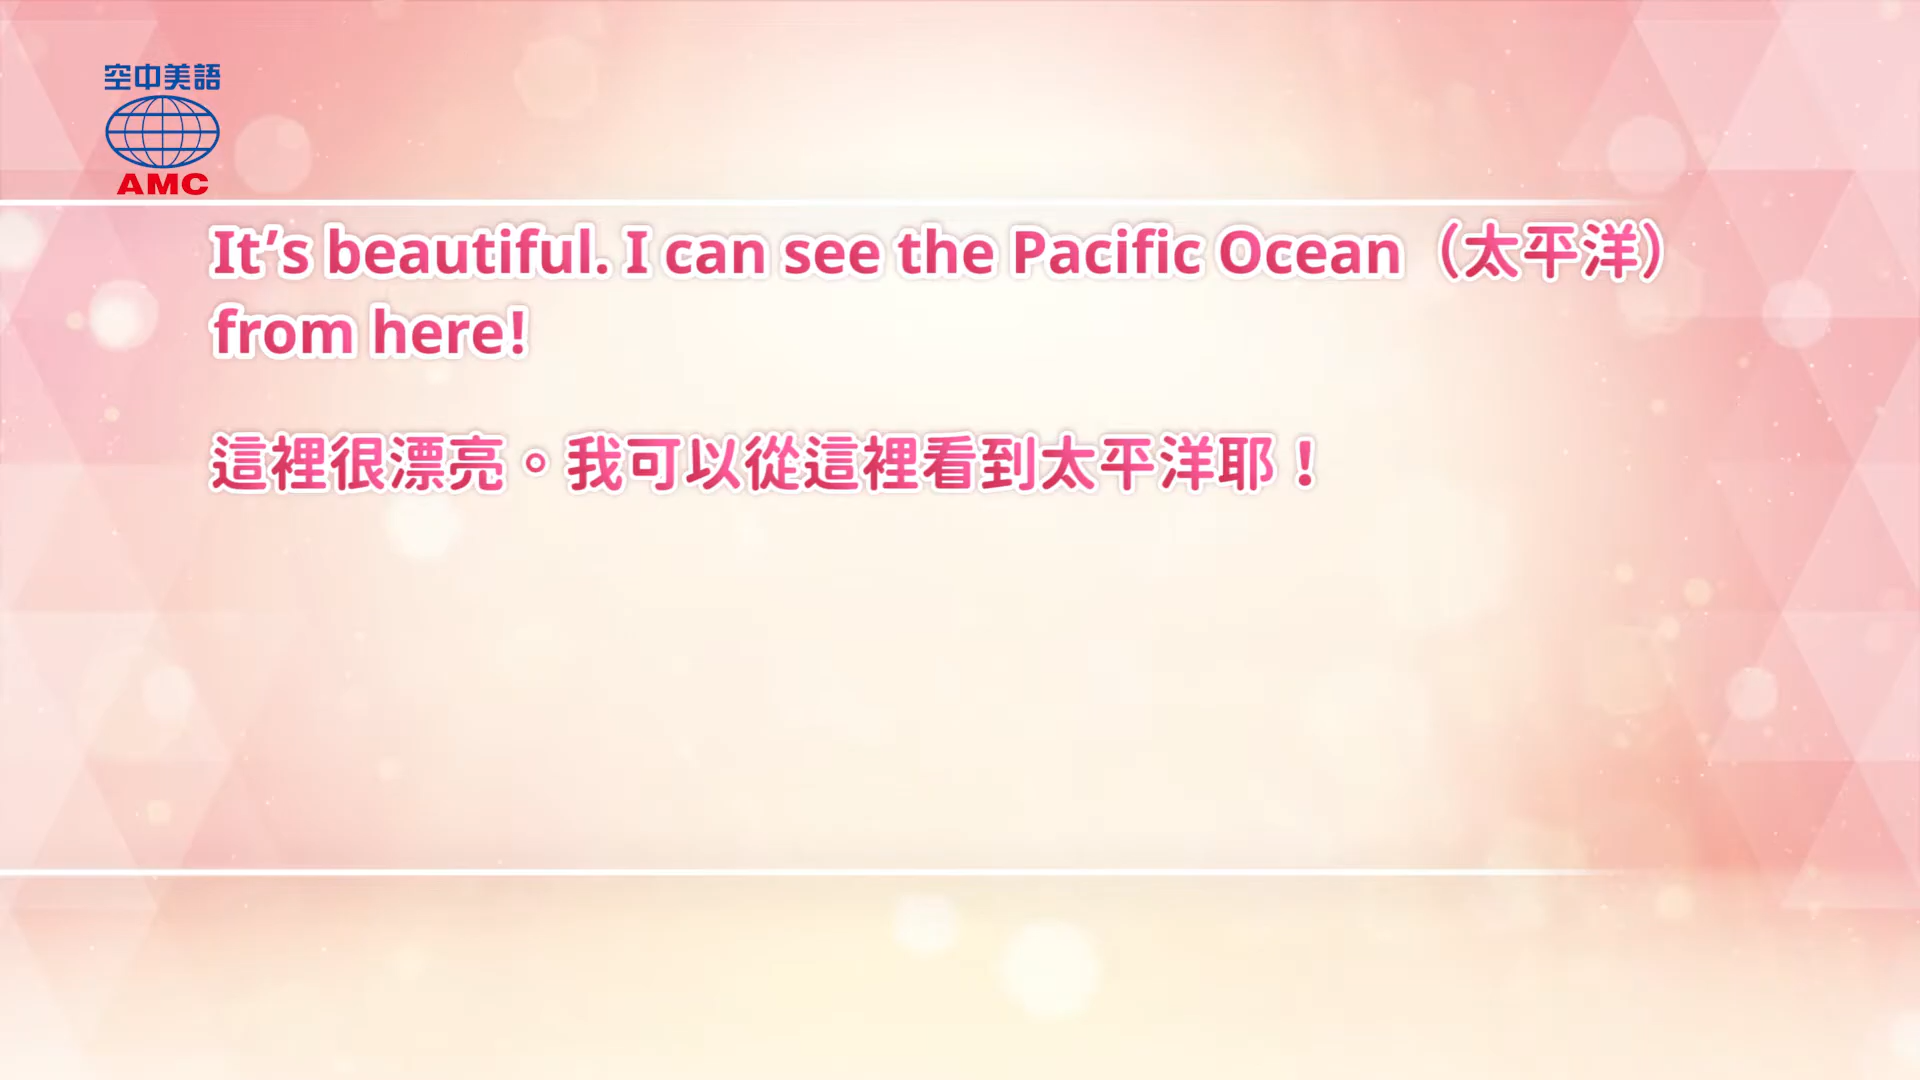 空中美語
AMC
It’s beautiful. I can see the Pacific Ocean（太平洋）
from here!
這裡很漂亮。我可以從這裡看到太平洋耶！